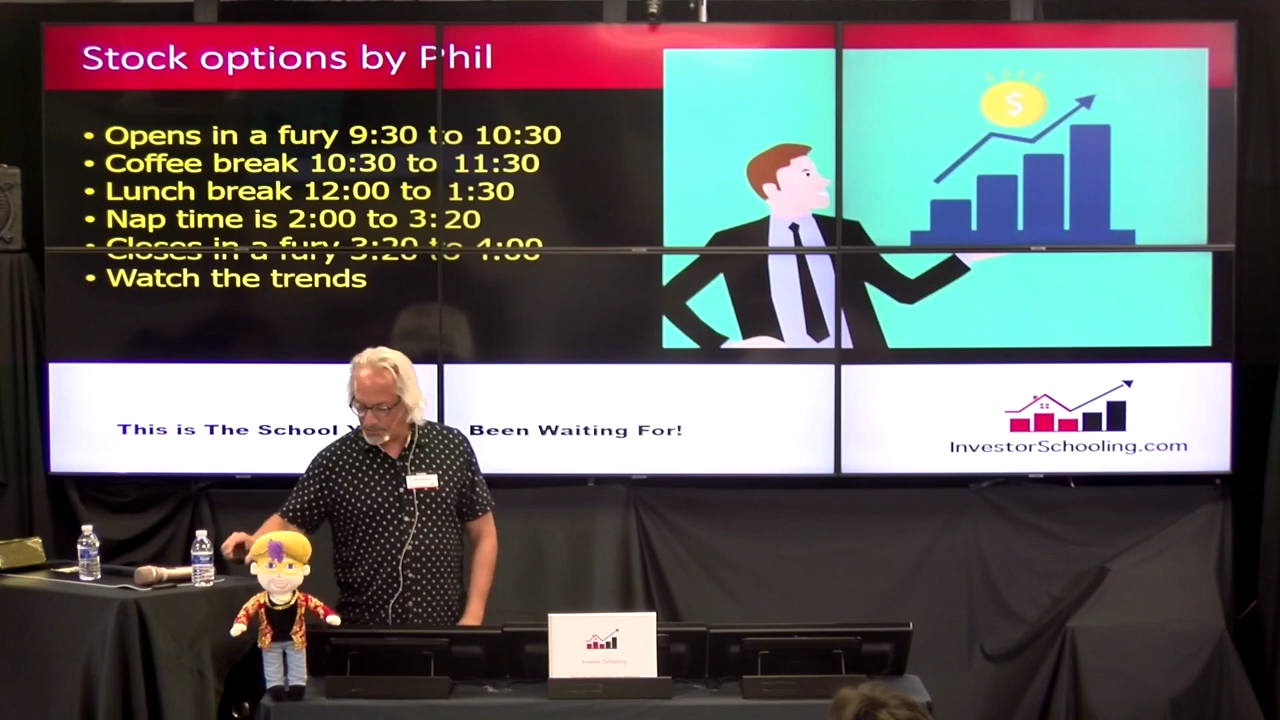 Stock options by Phil
• Opens in a fury 9:30 to 10:30
• Coffee break 10:30 to 11:30
• Lunch break 12:00 to 1:30
• Nap time is 2:00 to 3:20
• Closes in a fury 3:20 to 4:00
• Watch the trends
$
This is The School Been Waiting For!
InvestorSchooling.com
Investor Schooling